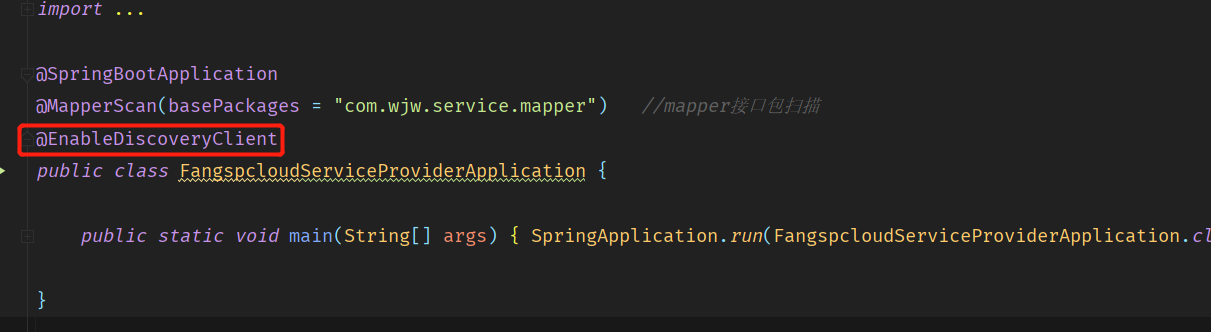 import ...
@SpringBootApplication
@MapperScan(basePackages = "com.wjw.service.mapper")   //mapper接口包扫描
@EnableDiscoveryClient
public class FangspcloudServiceProviderApplication {
public static void main(String[] args) { SpringApplication.run(FangspcloudServiceProviderApplication.cl
}